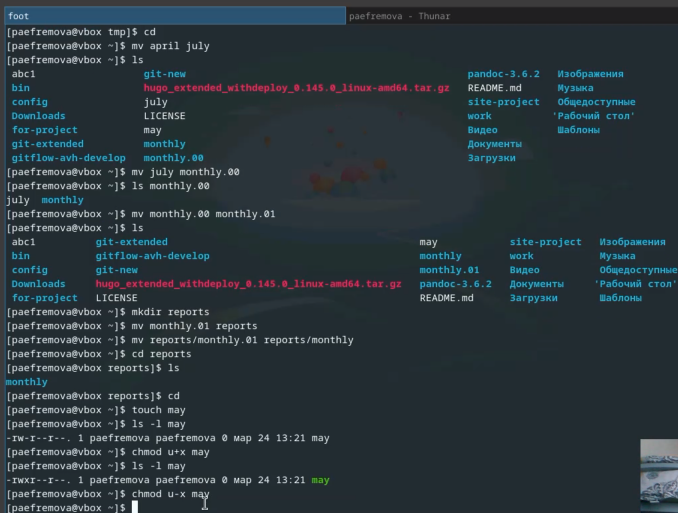 foot
paefremova - Thunar
[paefremova@vbox tmp]$ cd
[paefremova@vbox ~]$ mv april july
[paefremova@vbox ~]$ ls
abc1 git-new pandoc-3.6.2 Изображения
bin hugo_extended_withdeploy_0.145.0_linux-amd64.tar.gz README.md Музыка
config july site-project Общедоступные
Downloads LICENSE work 'Рабочий стол'
for-project may Видео Шаблоны
git-extended monthly Документы
gitflow-avh-develop monthly.00 Загрузки
[paefremova@vbox ~]$ mv july monthly.00
[paefremova@vbox ~]$ ls monthly.00
july monthly
[paefremova@vbox ~]$ mv monthly.00 monthly.01
[paefremova@vbox ~]$ ls
abc1 git-extended may site-project Изображения
bin gitflow-avh-develop monthly work Музыка
config git-new monthly.01 Видео Общедоступные
Downloads hugo_extended_withdeploy_0.145.0_linux-amd64.tar.gz pandoc-3.6.2 Документы 'Рабочий стол'
for-project LICENSE README.md Загрузки Шаблоны
[paefremova@vbox ~]$ mkdir reports
[paefremova@vbox ~]$ mv monthly.01 reports
[paefremova@vbox ~]$ mv reports/monthly.01 reports/monthly
[paefremova@vbox ~]$ cd reports
[paefremova@vbox reports]$ ls
monthly
[paefremova@vbox reports]$ cd
[paefremova@vbox ~]$ touch may
[paefremova@vbox ~]$ ls -l may
-rw-r--r--. 1 paefremova paefremova 0 мар 24 13:21 may
[paefremova@vbox ~]$ chmod u+x may
[paefremova@vbox ~]$ ls -l may
-rwxr--r--. 1 paefremova paefremova 0 мар 24 13:21 may
[paefremova@vbox ~]$ chmod u-x may
[paefremova@vbox ~]$